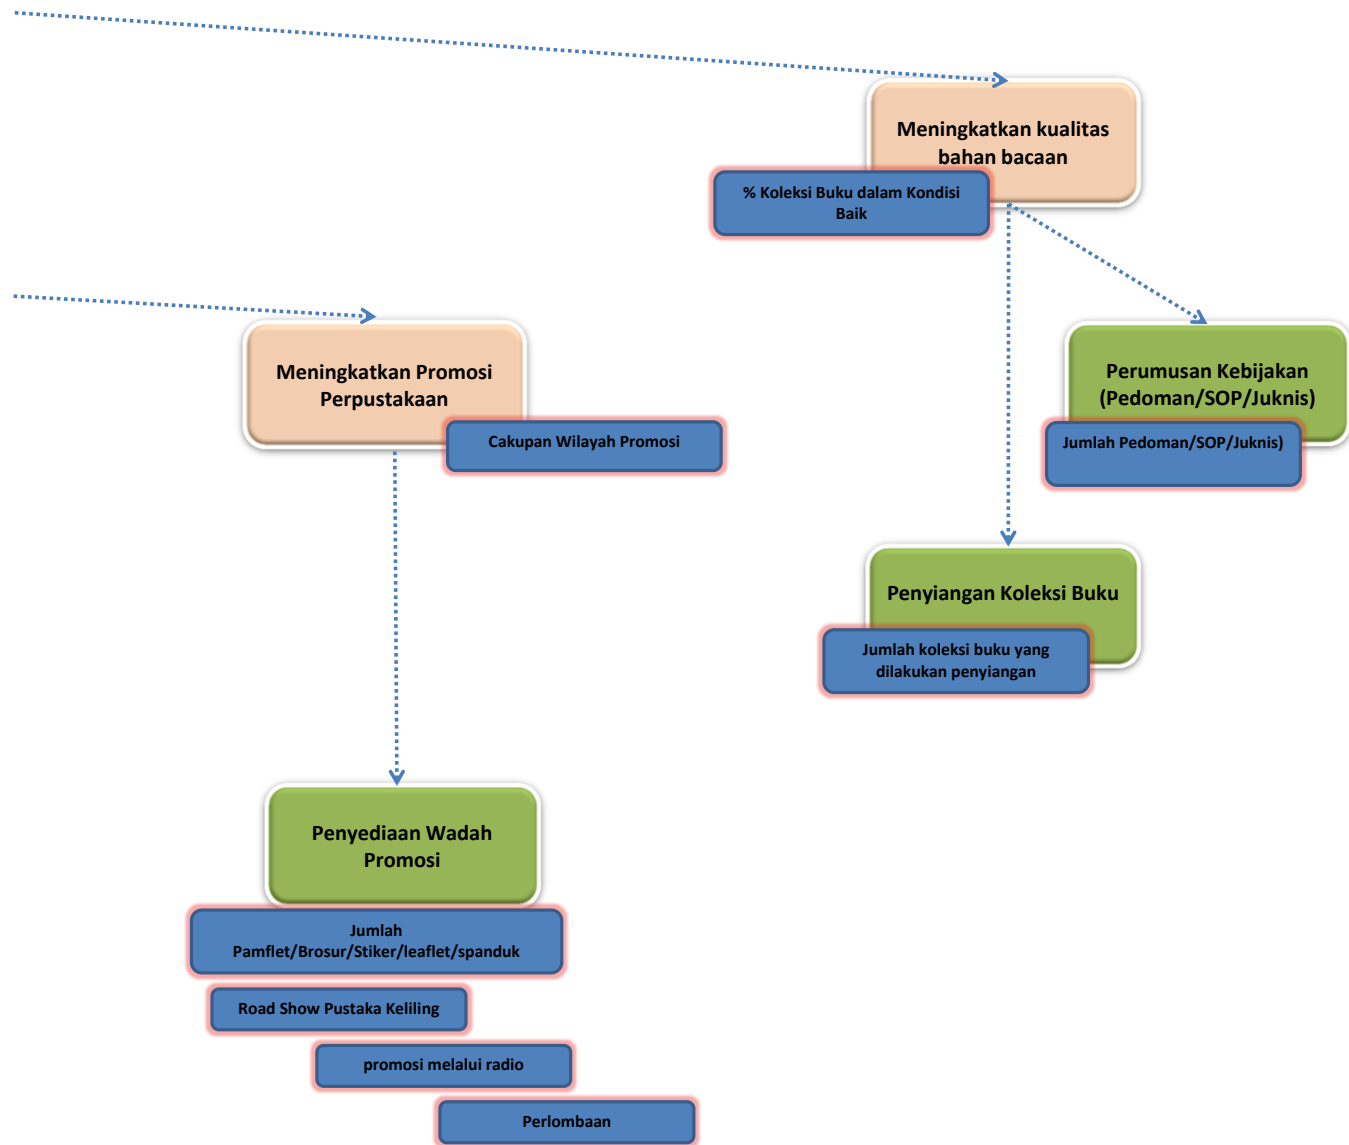 Meningkatkan kualitas
bahan bacaan
% Koleksi Buku dalam Kondisi
Baik
Meningkatkan Promosi
Perpustakaan
Cakupan Wilayah Promosi
Perumusan Kebijakan
(Pedoman/SOP/Juknis)
Jumlah Pedoman/SOP/Juknis)
Penyiangan Koleksi Buku
Jumlah koleksi buku yang
dilakukan penyiangan
Penyediaan Wadah
Promosi
Jumlah
Pamflet/Brosur/Stiker/leaflet/spanduk
Road Show Pustaka Keliling
promosi melalui radio
Perlombaan